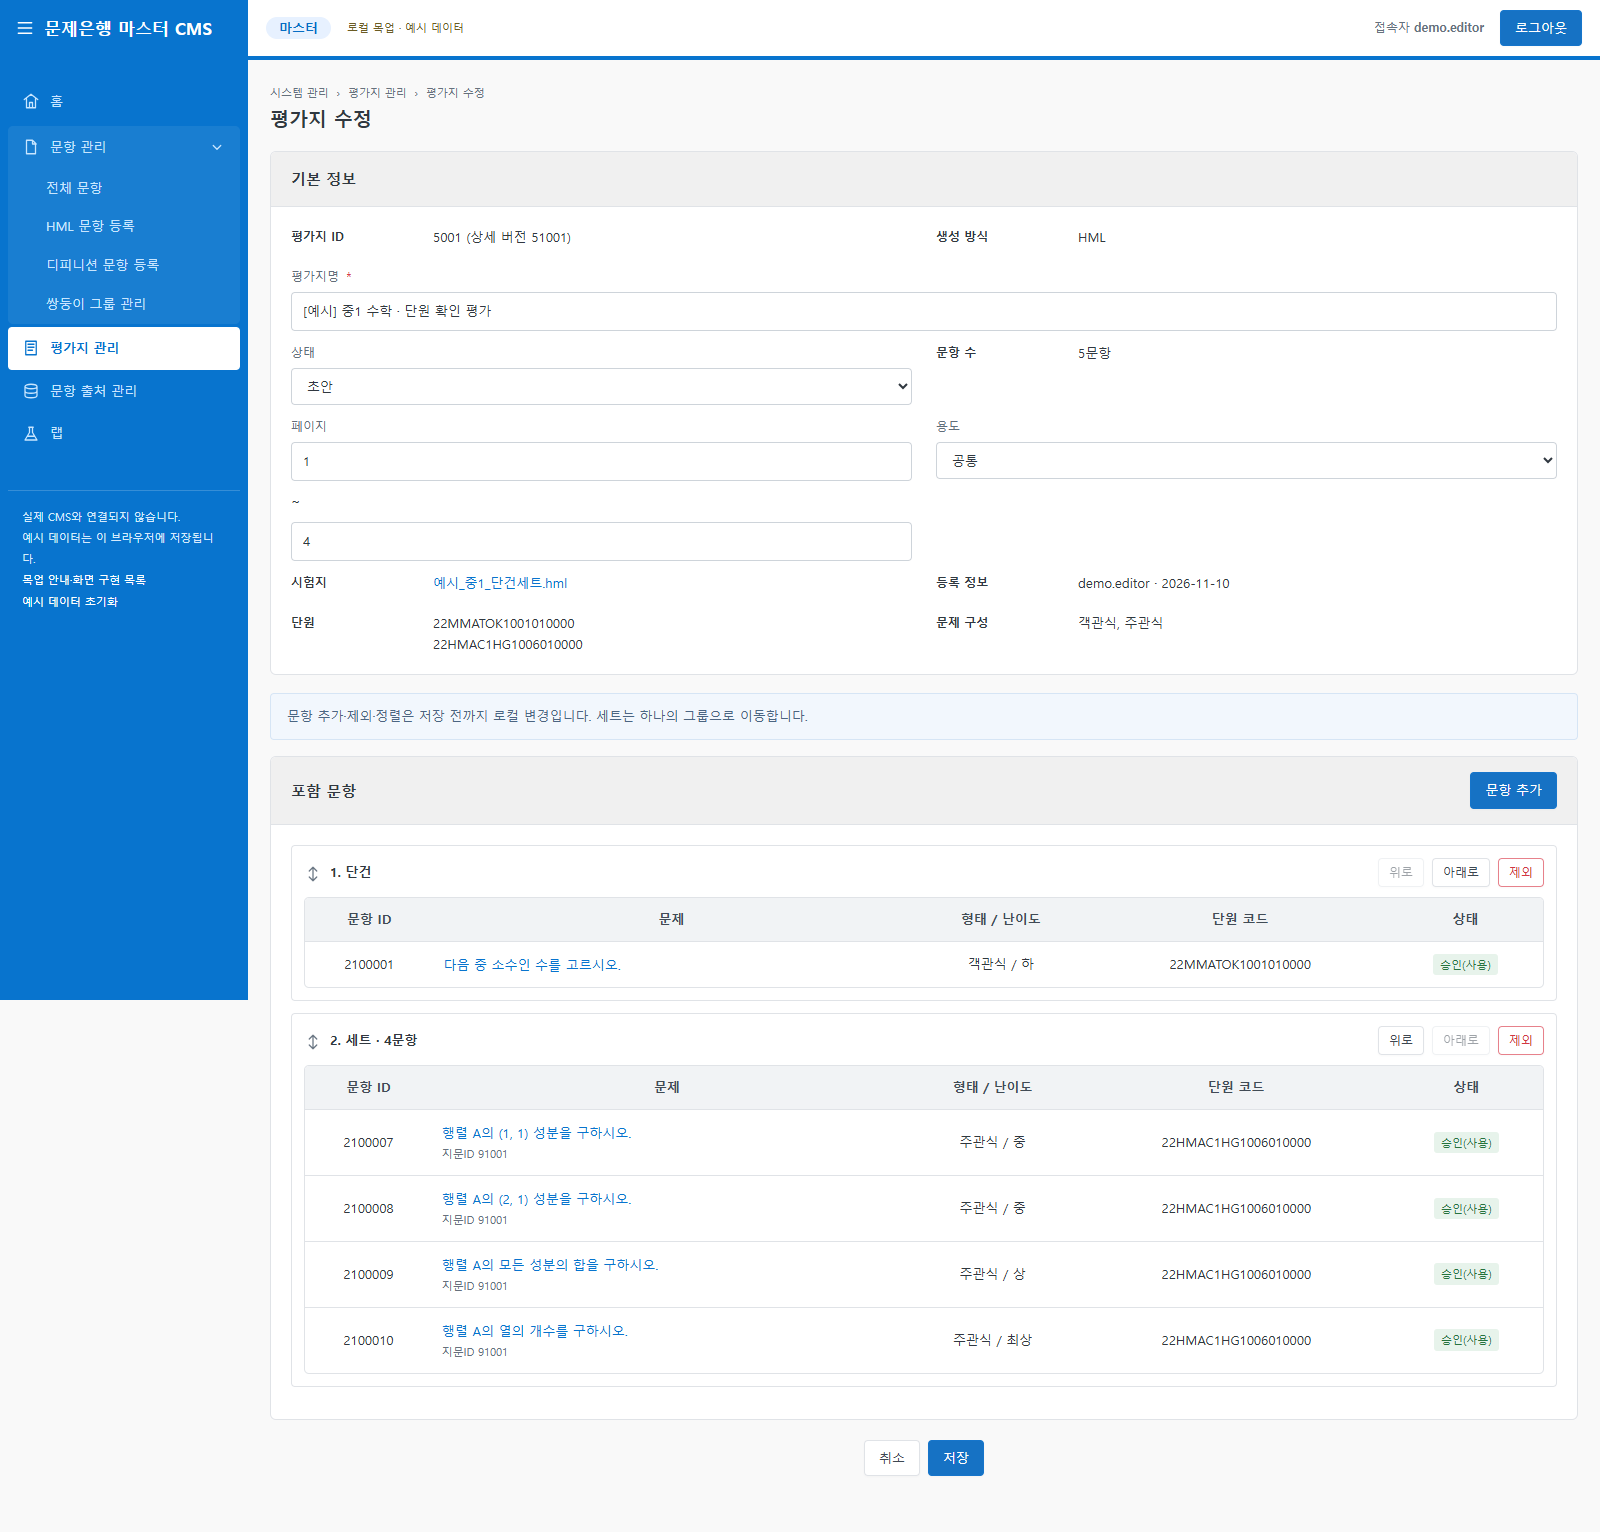 문제은행 마스터 CMS
마스터
로컬 목업 · 예시 데이터
접속자 demo.editor
로그아웃
홈
문항 관리
전체 문항
HML 문항 등록
디피니션 문항 등록
쌍둥이 그룹 관리
평가지 관리
문항 출처 관리
랩
실제 CMS와 연결되지 않습니다.
예시 데이터는 이 브라우저에 저장됩니
다.
목업 안내·화면 구현 목록
예시 데이터 초기화
시스템 관리 › 평가지 관리 › 평가지 수정
평가지 수정
기본 정보
평가지 ID 5001 (상세 버전 51001)
생성 방식 HML
평가지명 *
[예시] 중1 수학 · 단원 확인 평가
상태
초안
문항 수 5문항
페이지
1
~
4
용도
공통
시험지 예시_중1_단건세트.hml
등록 정보 demo.editor · 2026-11-10
단원 22MMATOK1001010000
22HMAC1HG1006010000
문제 구성 객관식, 주관식
문항 추가·제외·정렬은 저장 전까지 로컬 변경입니다. 세트는 하나의 그룹으로 이동합니다.
포함 문항
문항 추가
1. 단건
위로 아래로 제외
문항 ID 문제 형태 / 난이도 단원 코드 상태
2100001 다음 중 소수인 수를 고르시오. 객관식 / 하 22MMATOK1001010000 승인(사용)
2. 세트 · 4문항
위로 아래로 제외
문항 ID 문제 형태 / 난이도 단원 코드 상태
2100007 행렬 A의 (1, 1) 성분을 구하시오. 주관식 / 중 22HMAC1HG1006010000 승인(사용)
지문ID 91001
2100008 행렬 A의 (2, 1) 성분을 구하시오. 주관식 / 중 22HMAC1HG1006010000 승인(사용)
지문ID 91001
2100009 행렬 A의 모든 성분의 합을 구하시오. 주관식 / 상 22HMAC1HG1006010000 승인(사용)
지문ID 91001
2100010 행렬 A의 열의 개수를 구하시오. 주관식 / 최상 22HMAC1HG1006010000 승인(사용)
지문ID 91001
취소
저장